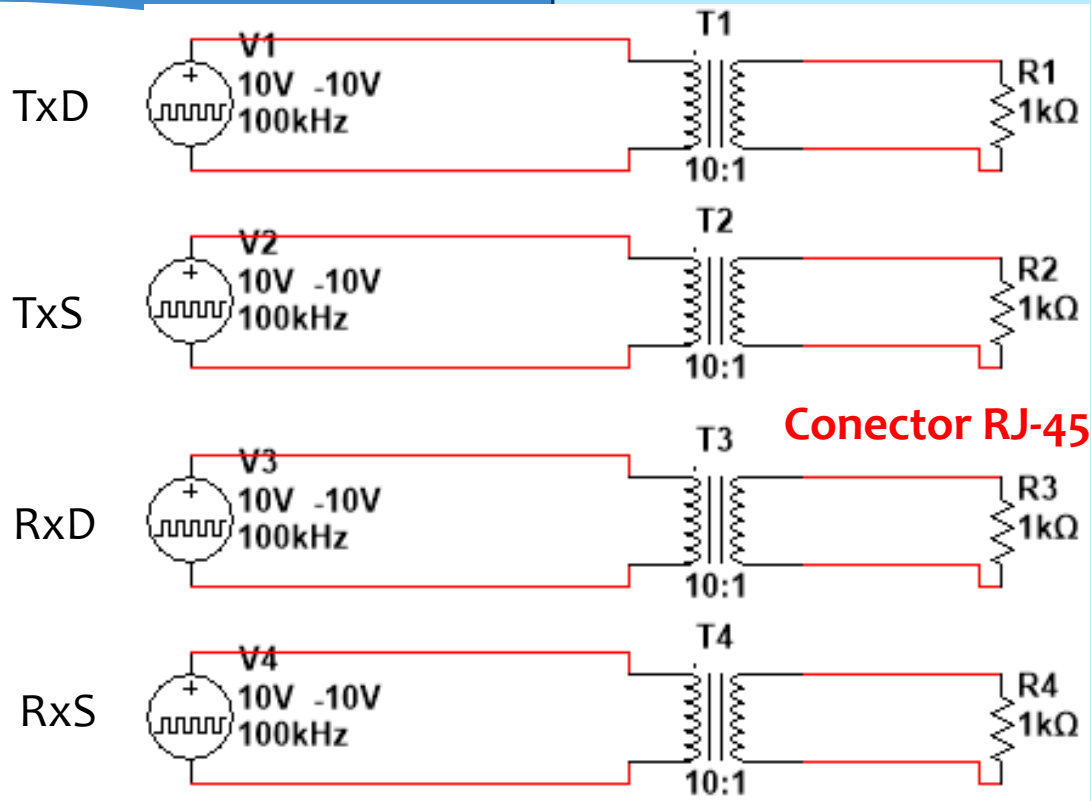 T1
V1
10V -10V
100kHz
TxD
R1
1kΩ
10:1
T2
V2
10V -10V
100kHz
TxS
R2
1kΩ
10:1
Conector RJ-45
T3
V3
10V -10V
100kHz
RxD
R3
1kΩ
10:1
T4
V4
10V -10V
100kHz
RxS
R4
1kΩ
10:1